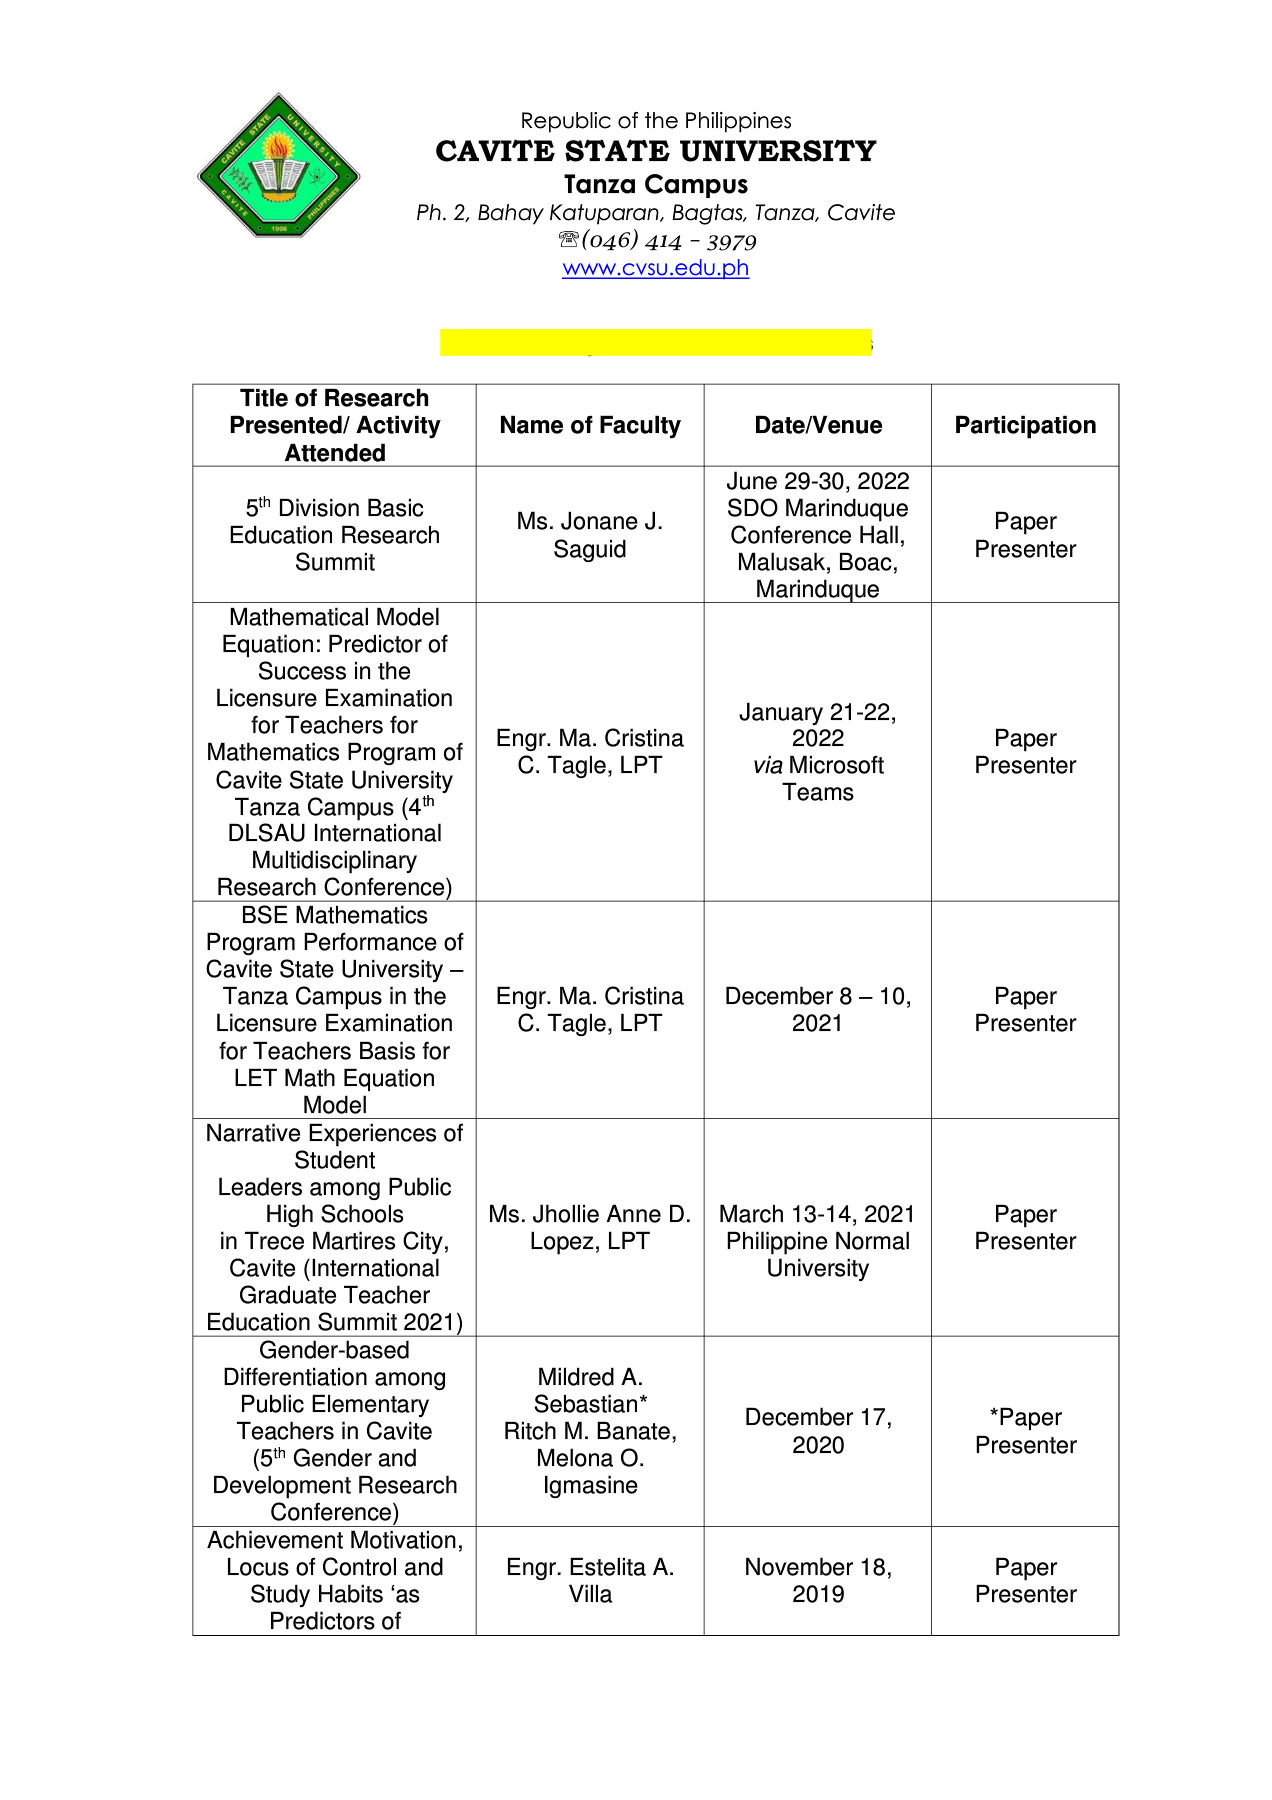 CAVITE STATE UNIVERSITY
CAVITE
PHILIPPINES
1906
Republic of the Philippines
CAVITE STATE UNIVERSITY
Tanza Campus
Ph. 2, Bahay Katuparan, Bagtas, Tanza, Cavite
☏(046) 414 – 3979
www.cvsu.edu.ph
Title of Research
Presented/ Activity
Attended
Name of Faculty
Date/Venue
Participation
5th Division Basic
Education Research
Summit
Ms. Jonane J.
Saguid
June 29-30, 2022
SDO Marinduque
Conference Hall,
Malusak, Boac,
Marinduque
Paper
Presenter
Mathematical Model
Equation: Predictor of
Success in the
Licensure Examination
for Teachers for
Mathematics Program of
Cavite State University
Tanza Campus (4th
DLSAU International
Multidisciplinary
Research Conference)
Engr. Ma. Cristina
C. Tagle, LPT
January 21-22,
2022
via Microsoft
Teams
Paper
Presenter
BSE Mathematics
Program Performance of
Cavite State University –
Tanza Campus in the
Licensure Examination
for Teachers Basis for
LET Math Equation
Model
Engr. Ma. Cristina
C. Tagle, LPT
December 8 – 10,
2021
Paper
Presenter
Narrative Experiences of
Student
Leaders among Public
High Schools
in Trece Martires City,
Cavite (International
Graduate Teacher
Education Summit 2021)
Ms. Jhollie Anne D.
Lopez, LPT
March 13-14, 2021
Philippine Normal
University
Paper
Presenter
Gender-based
Differentiation among
Public Elementary
Teachers in Cavite
(5th Gender and
Development Research
Conference)
Mildred A.
Sebastian*
Ritch M. Banate,
Melona O.
Igmasine
December 17,
2020
*Paper
Presenter
Achievement Motivation,
Locus of Control and
Study Habits ‘as
Predictors of
Engr. Estelita A.
Villa
November 18,
2019
Paper
Presenter